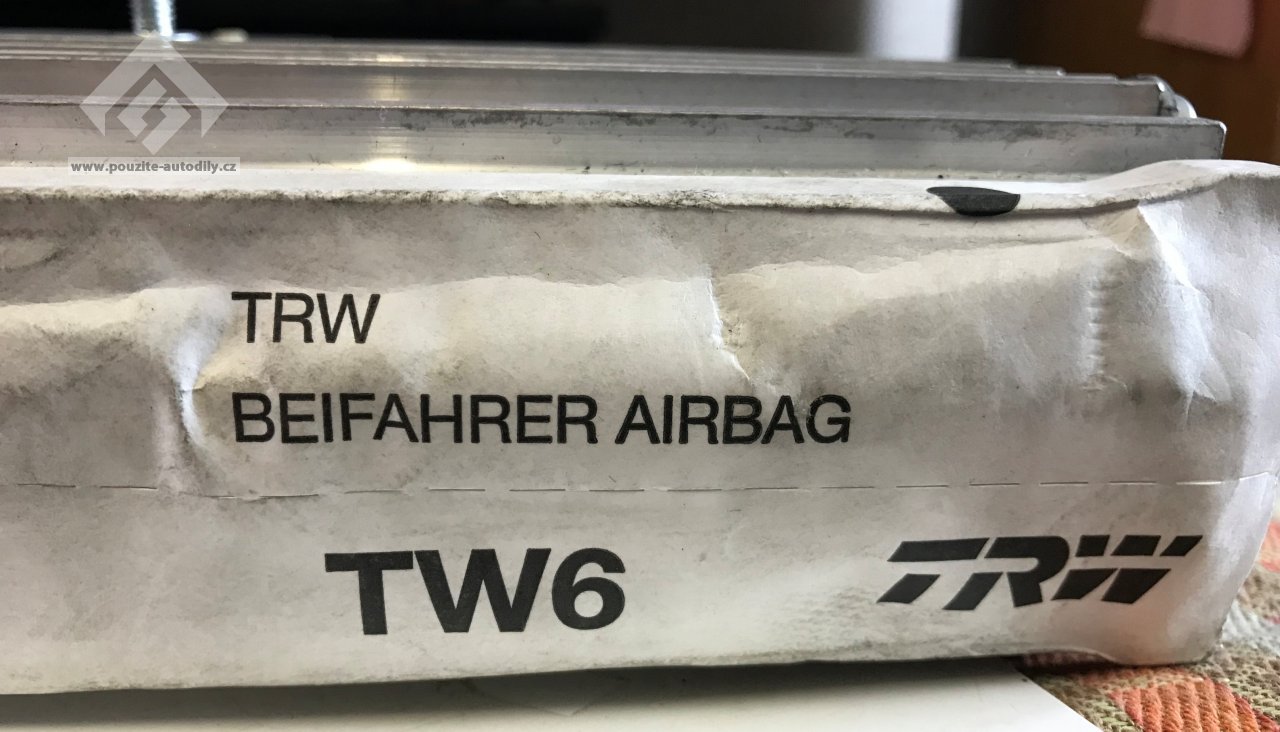 www.pouzite-autodily.cz
TRW
BEIFAHRER AIRBAG
TW6
TRW